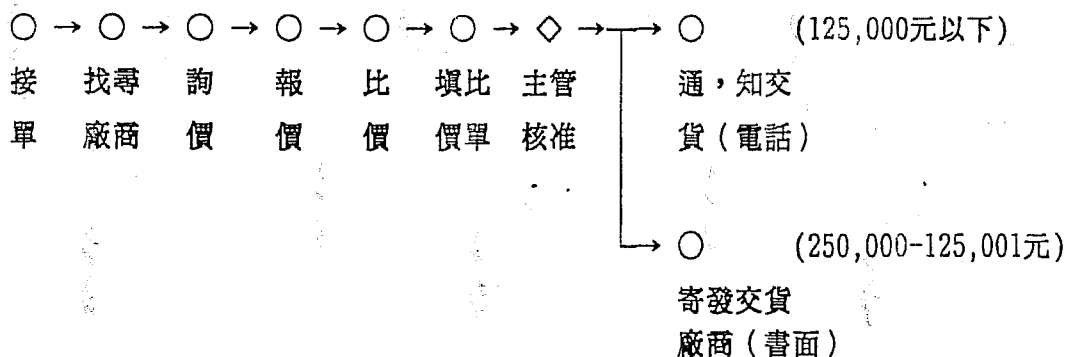 ○ → ○ → ○ → ○ → ○ → ○ → ◇ → → ○ (125,000元以下)
接單 找尋廠商 詢價 報價 比價 填比價單 主管核准 通,知交貨(電話)
→ ○ (250,000-125,001元)
寄發交貨
廠商(書面)